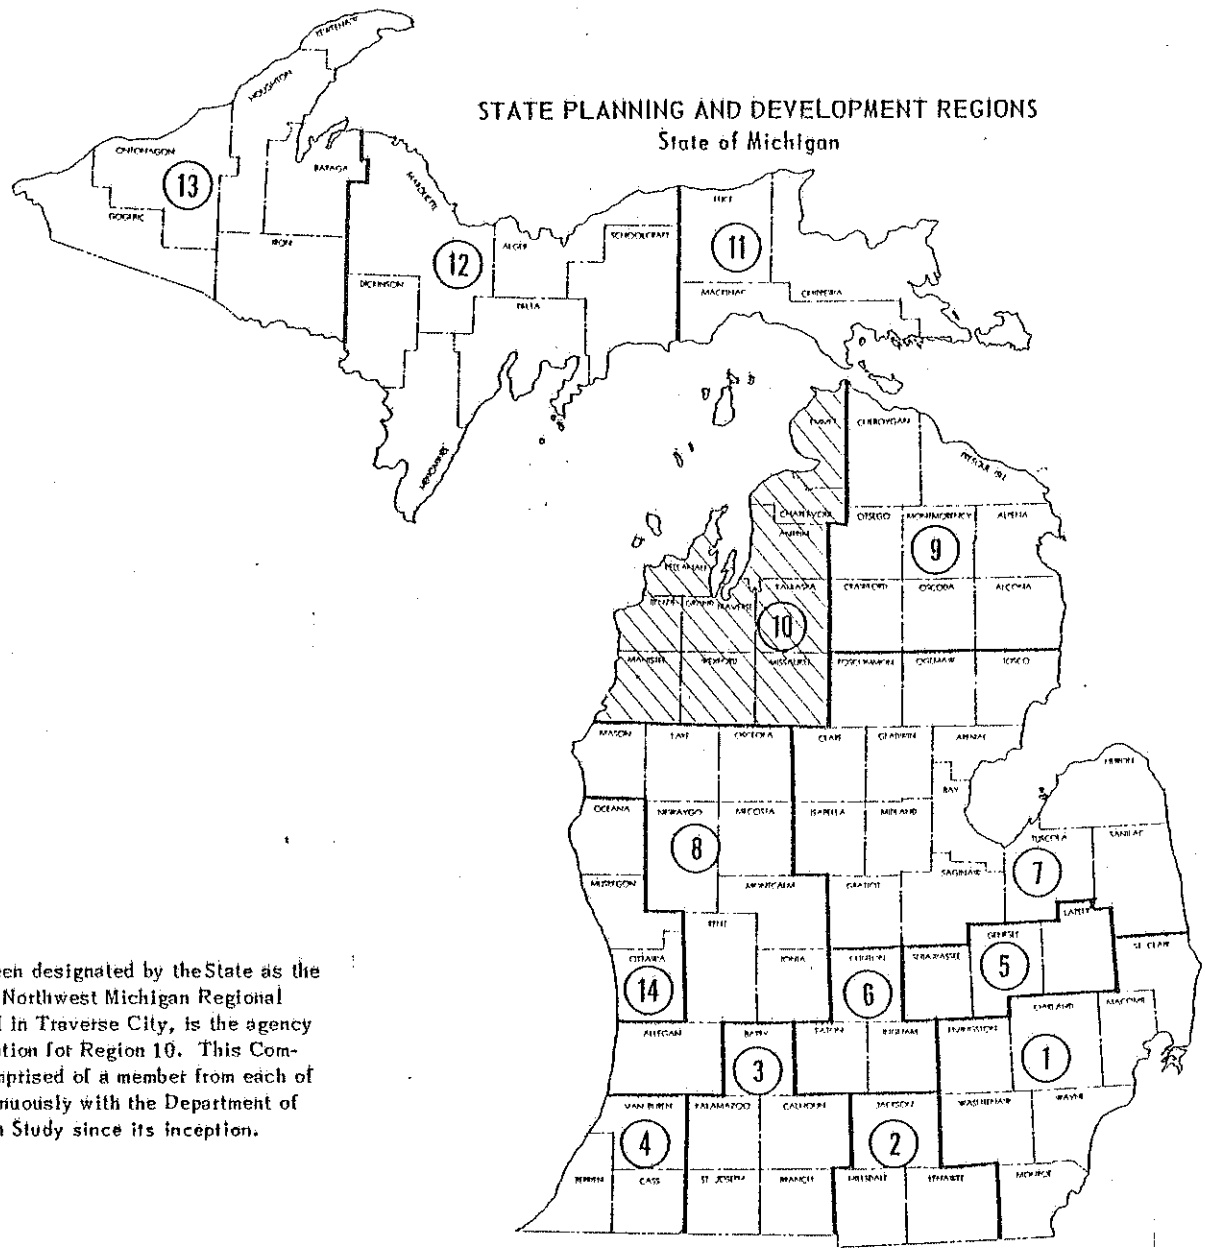 STATE PLANNING AND DEVELOPMENT REGIONS
State of Michigan
HOUGHTON
ONTONAGON
BARAGA
MARQUETTE
LUCE
13
GOGEBIC
IRON
12
ALGER
SCHOOLCRAFT
11
DICKINSON
DELTA
MACKINAC
CHIPPEWA
MENOMINEE
EMMET
CHEBOYGAN
CHARLEVOIX
ANTRIM
OTSEGO
MONTMORENCY
ALPENA
9
KALKASKA
CRAWFORD
OSCODA
ALCONA
BENZIE
GRAND TRAVERSE
10
MANISTEE
WEXFORD
MISSAUKEE
ROSCOMMON
OGEMAW
IOSCO
MASON
LAKE
OSCEOLA
CLARE
GLADWIN
ARENAC
HURON
BAY
OCEANA
NEWAYGO
MECOSTA
ISABELLA
MIDLAND
8
TUSCOLA
SANILAC
7
MUSKEGON
MONTCALM
GRATIOT
SAGINAW
KENT
LAPEER
GENESEE
ST. CLAIR
een designated by the State as the
Northwest Michigan Regional
l in Traverse City, is the agency
ation for Region 10. This Com-
mprised of a member from each of
nuously with the Department of
n Study since its inception.
OTTAWA
IONIA
CLINTON
SHIAWASSEE
5
14
6
ALLEGAN
BARRY
EATON
INGHAM
LIVINGSTON
OAKLAND
MACOMB
3
1
VAN BUREN
KALAMAZOO
CALHOUN
JACKSON
WASHTENAW
WAYNE
4
2
BERRIEN
CASS
ST. JOSEPH
BRANCH
HILLSDALE
LENAWEE
MONROE